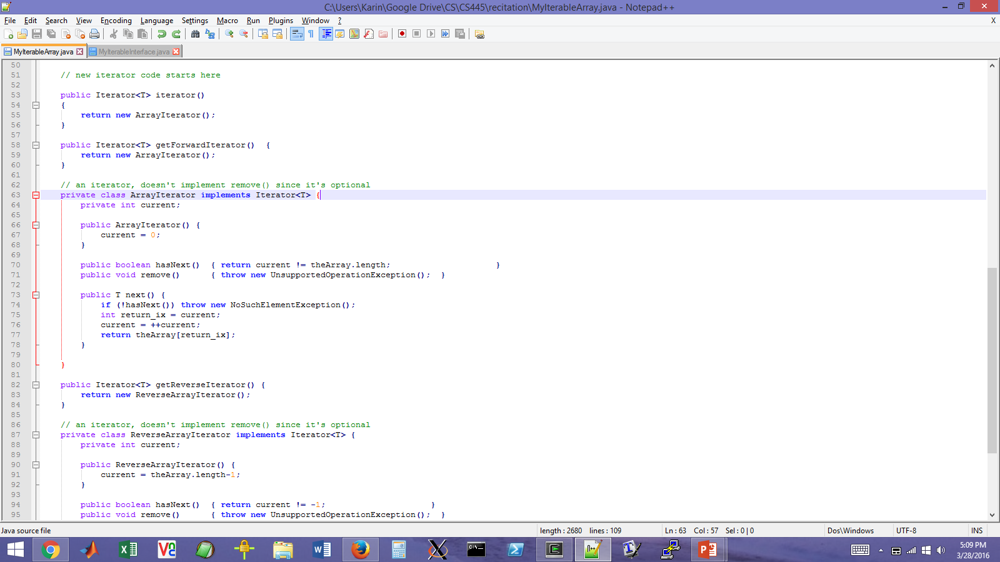 C:\Users\Karin\Google Drive\CS\CS445\recitation\MyIterableArray.java - Notepad++
File Edit Search View Encoding Language Settings Macro Run Plugins Window ? X
MyIterableArray.java MyIterableInterface.java
50
51 // new iterator code starts here
52
53 public Iterator<T> iterator()
54 {
55 return new ArrayIterator();
56 }
57
58 public Iterator<T> getForwardIterator() {
59 return new ArrayIterator();
60 }
61
62 // an iterator, doesn't implement remove() since it's optional
63 private class ArrayIterator implements Iterator<T> {
64 private int current;
65
66 public ArrayIterator() {
67 current = 0;
68 }
69
70 public boolean hasNext() { return current != theArray.length; }
71 public void remove() { throw new UnsupportedOperationException(); }
72
73 public T next() {
74 if (!hasNext()) throw new NoSuchElementException();
75 int return_ix = current;
76 current = ++current;
77 return theArray[return_ix];
78 }
79
80 }
81
82 public Iterator<T> getReverseIterator() {
83 return new ReverseArrayIterator();
84 }
85
86 // an iterator, doesn't implement remove() since it's optional
87 private class ReverseArrayIterator implements Iterator<T> {
88 private int current;
89
90 public ReverseArrayIterator() {
91 current = theArray.length-1;
92 }
93
94 public boolean hasNext() { return current != -1; }
95 public void remove() { throw new UnsupportedOperationException(); }
Java source file length : 2680 lines : 109 Ln : 63 Col : 57 Sel : 0 | 0 Dos\Windows UTF-8 INS
5:09 PM
3/28/2016